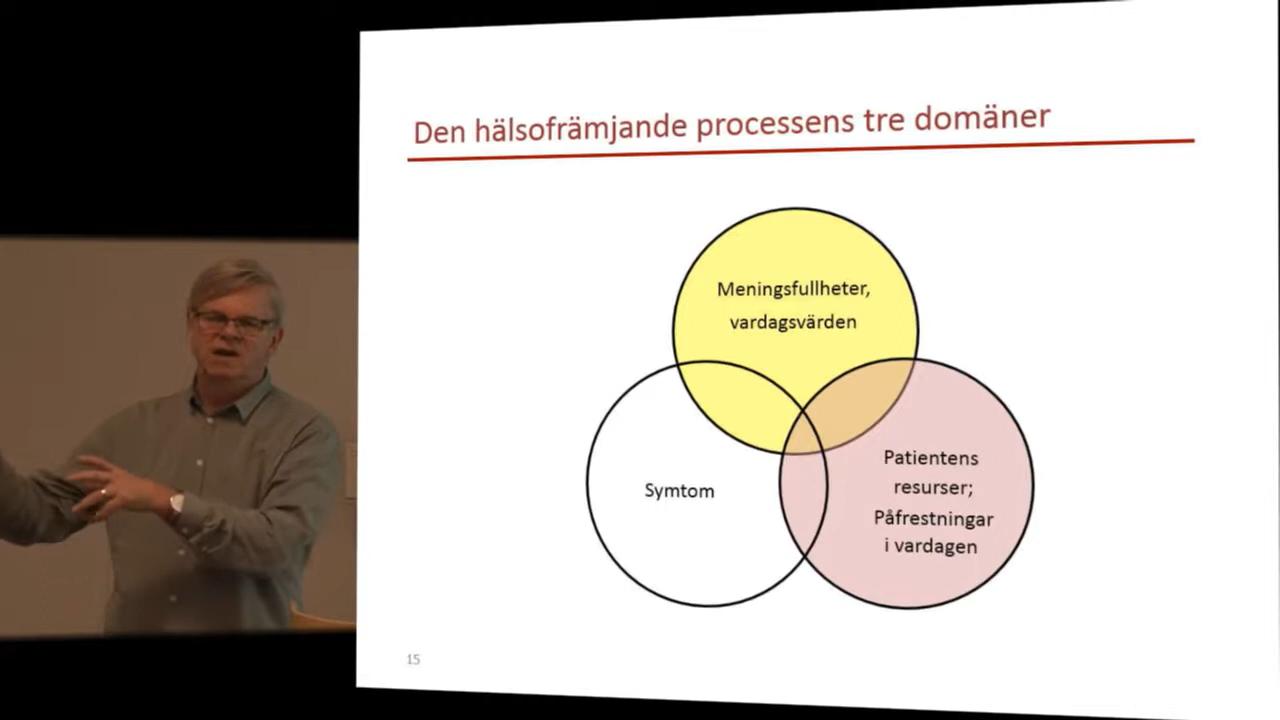 Den hälsofrämjande processens tre domäner
Meningsfullheter,
vardagsvärden
Symtom
Patientens
resurser;
Påfrestningar
i vardagen
15